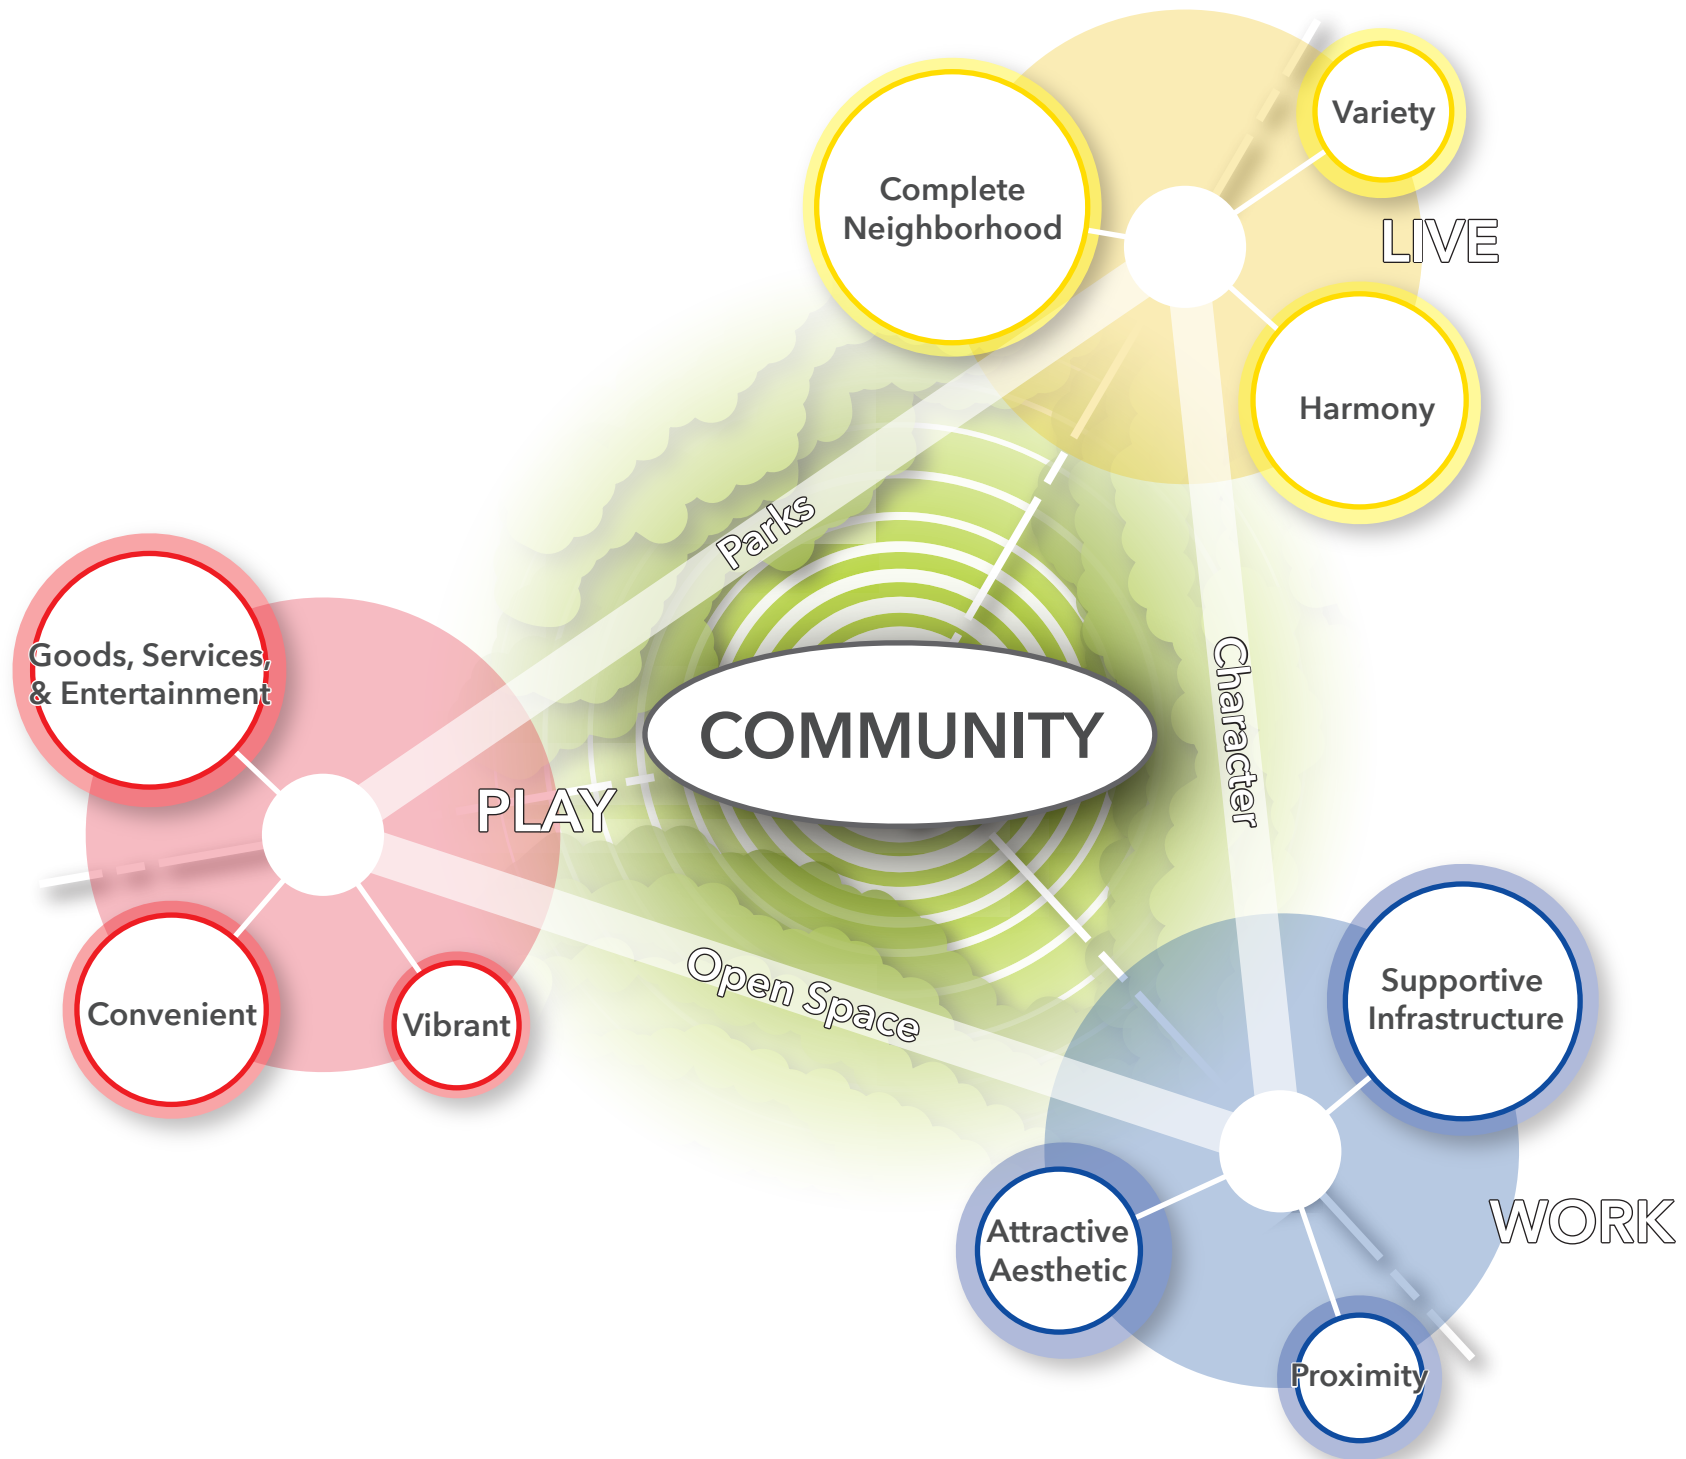 Variety
Complete
Neighborhood
LIVE
Harmony
Parks
Goods, Services,
& Entertainment
Character
COMMUNITY
PLAY
Convenient
Vibrant
Open Space
Supportive
Infrastructure
WORK
Attractive
Aesthetic
Proximity